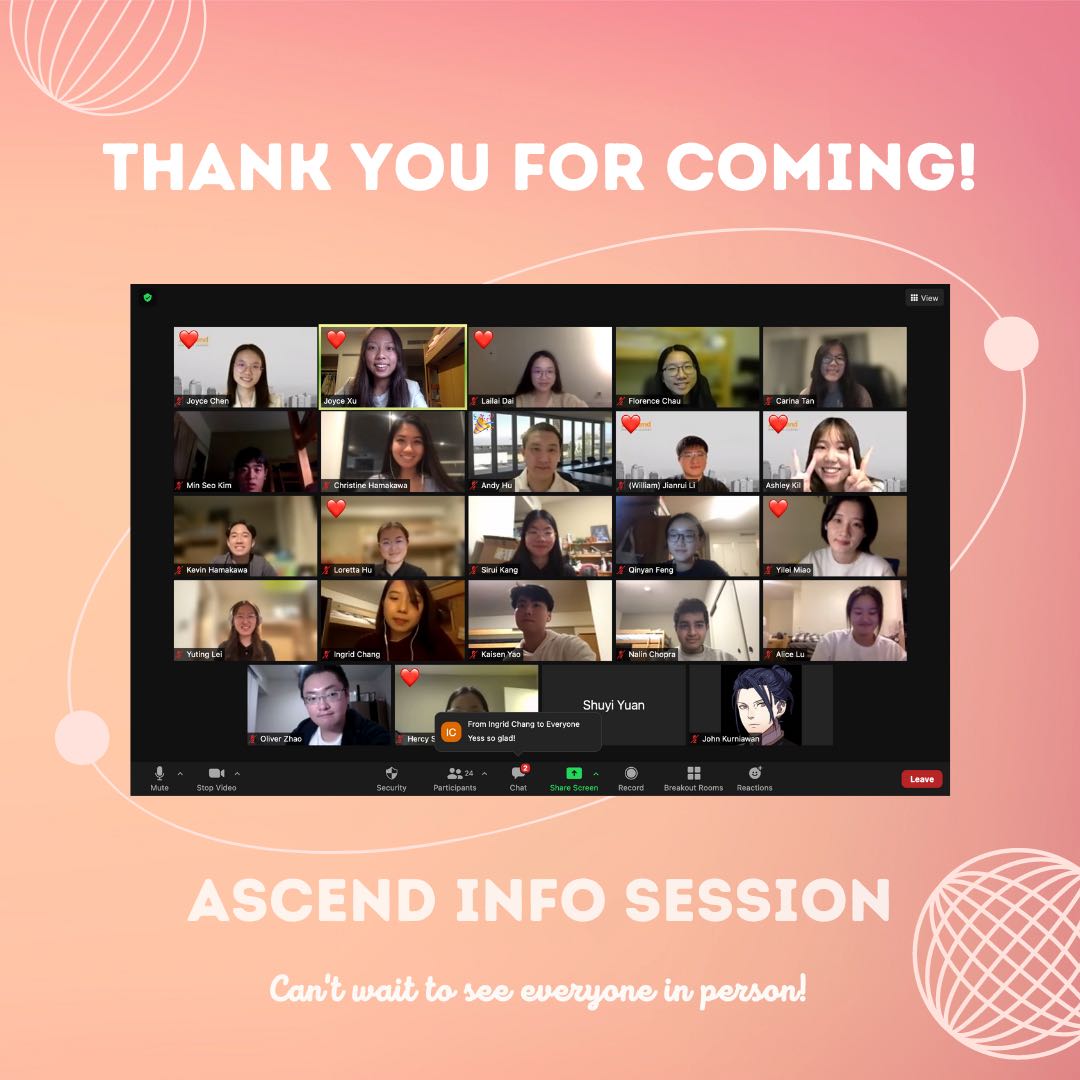 THANK YOU FOR COMING!
View
Joyce Chen
Joyce Xu
Lailai Dai
Florence Chau
Carina Tan
Min Seo Kim
Christine Hamakawa
Andy Hu
(William) Jianrui Li
Ashley Kil
Kevin Hamakawa
Loretta Hu
Sirui Kang
Qinyan Feng
Yilei Miao
Yuting Lei
Ingrid Chang
Kaisen Yao
Nalin Chopra
Alice Lu
Oliver Zhao
Hercy S
Shuyi Yuan
John Kurniawan
IC
From Ingrid Chang to Everyone
Yess so glad!
Mute
Stop Video
Security
24
Participants
2
Chat
Share Screen
Record
Breakout Rooms
Reactions
Leave
ASCEND INFO SESSION
Can't wait to see everyone in person!